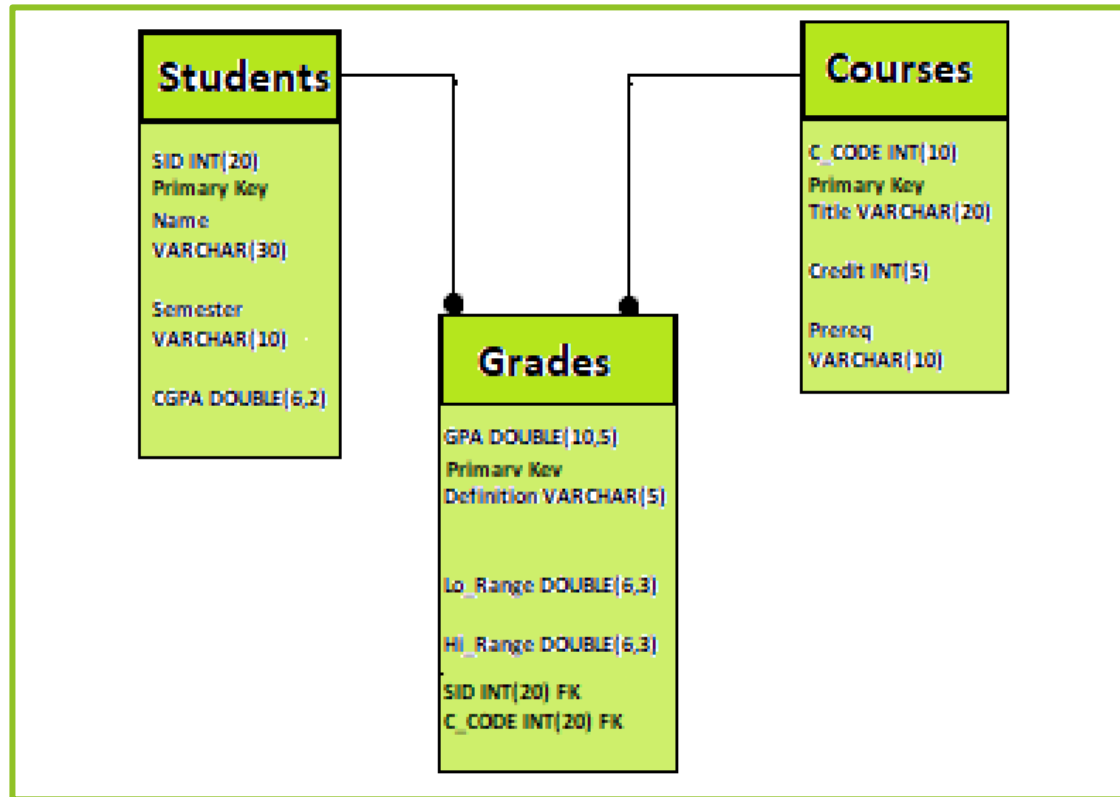 Students
SID INT(20)
Primary Key
Name
VARCHAR(30)
Semester
VARCHAR(10)
CGPA DOUBLE(6,2)
Courses
C_CODE INT(10)
Primary Key
Title VARCHAR(20)
Credit INT(5)
Prereq
VARCHAR(10)
Grades
GPA DOUBLE(10,5)
Primary Key
Definition VARCHAR(5)
Lo_Range DOUBLE(6,3)
Hi_Range DOUBLE(6,3)
SID INT(20) FK
C_CODE INT(20) FK